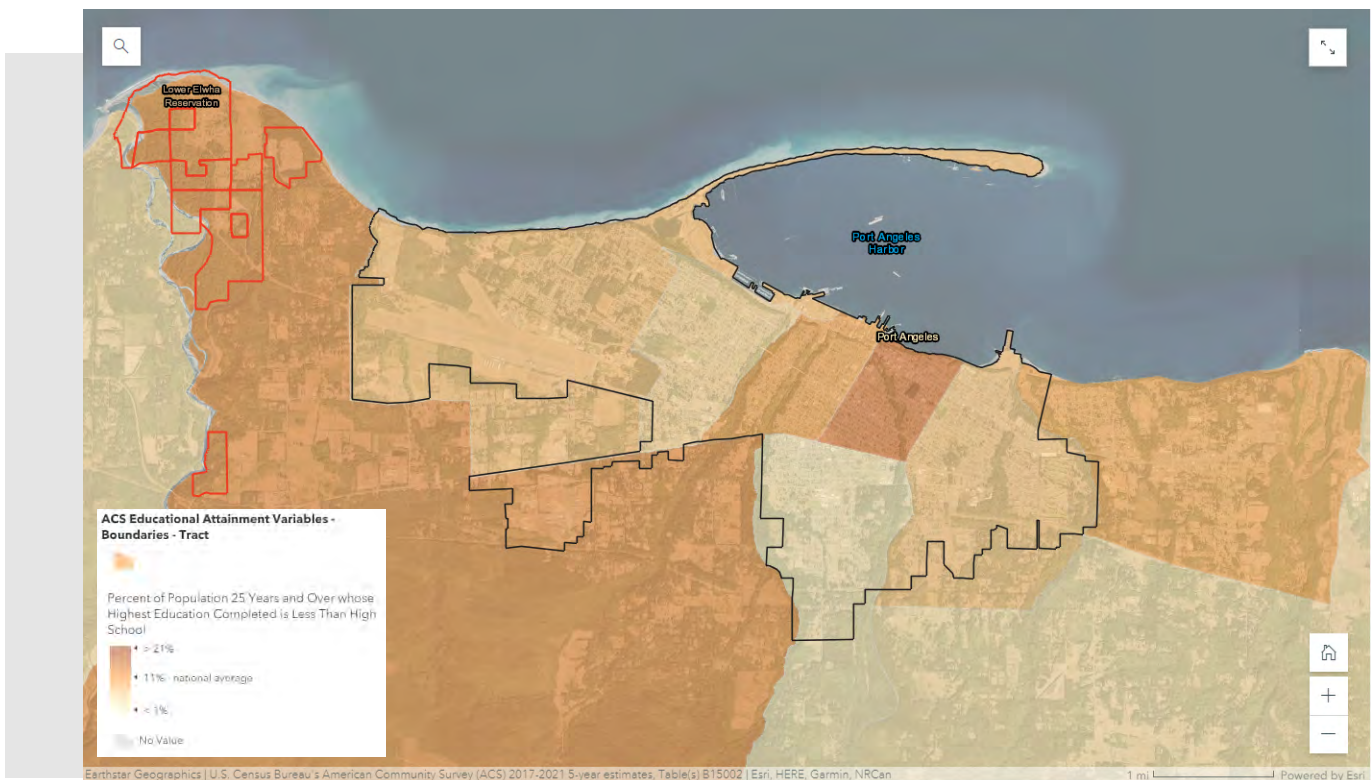 Lower Elwha
Reservation
Port Angeles
Harbor
Port Angeles
ACS Educational Attainment Variables -
Boundaries - Tract
Percent of Population 25 Years and Over whose
Highest Education Completed is Less Than High
School
> 21%
11% - national average
< 1%
No Value
Earthstar Geographics | U.S. Census Bureau's American Community Survey (ACS) 2017-2021 5-year estimates, Table(s) B15002 | Esri, HERE, Garmin, NRCan
1 mi
Powered by Esri